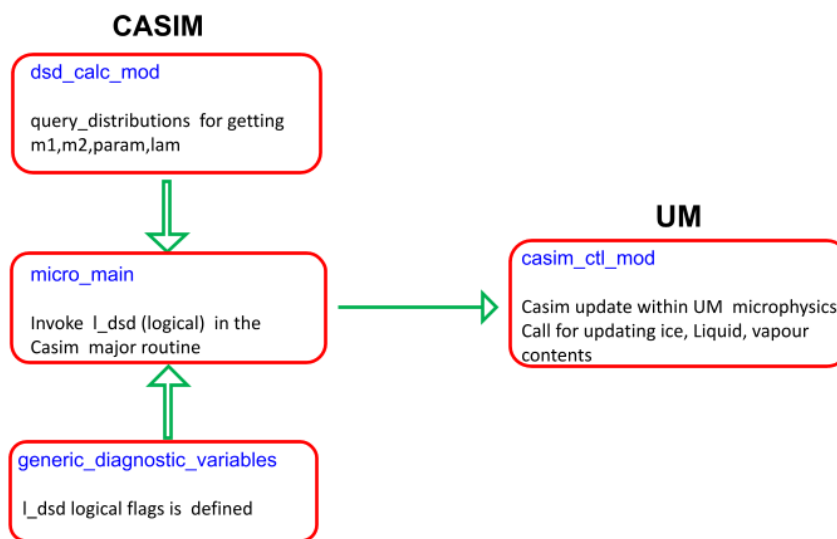 CASIM
dsd_calc_mod
query_distributions for getting
m1,m2,param,lam
micro_main
Invoke l_dsd (logical) in the
Casim major routine
generic_diagnostic_variables
l_dsd logical flags is defined
UM
casim_ctl_mod
Casim update within UM microphysics
Call for updating ice, Liquid, vapour
contents